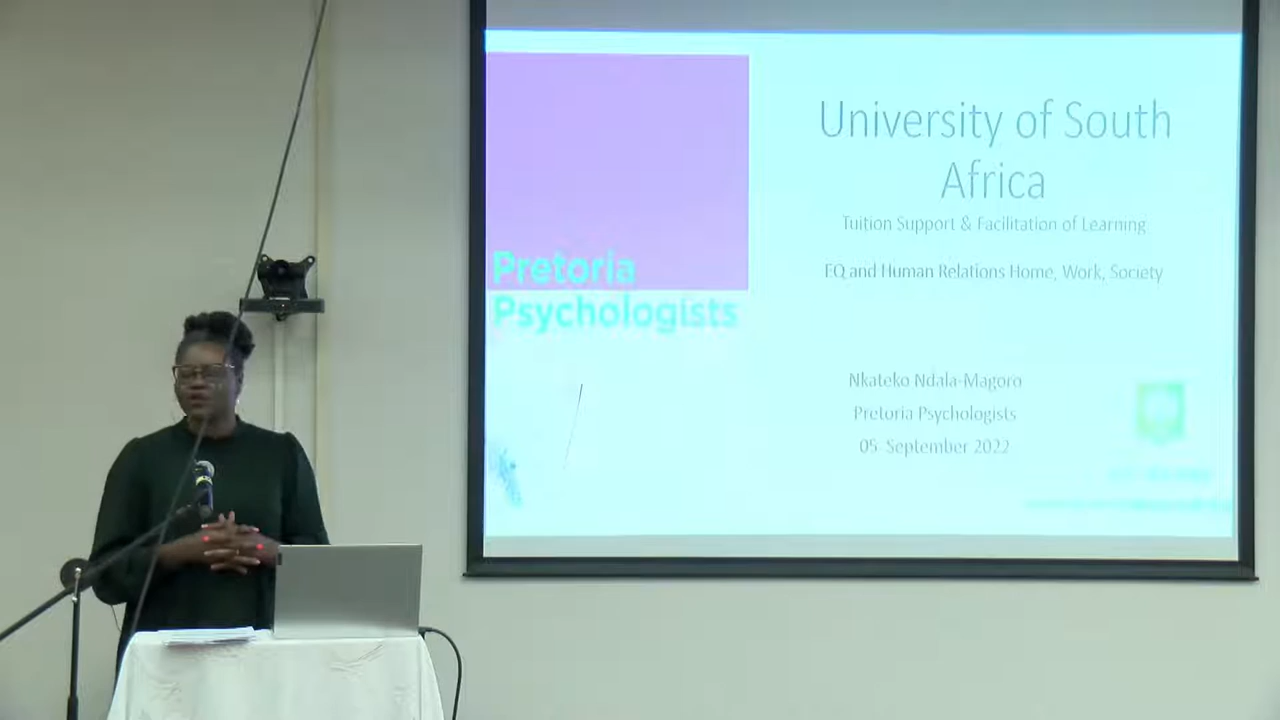 Pretoria
Psychologists
University of South
Africa
Tuition Support & Facilitation of Learning
EQ and Human Relations Home, Work, Society
Nkateko Ndala-Magoro
Pretoria Psychologists
05 September 2022